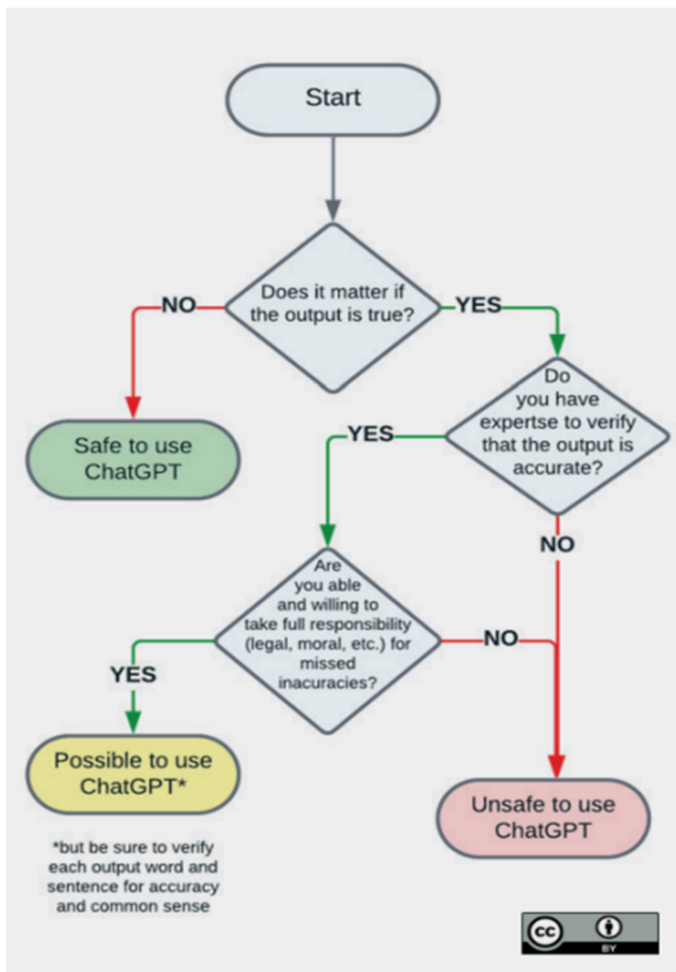 Start
Does it matter if
the output is true?
NO
YES
Safe to use
ChatGPT
Do
you have
expertse to verify
that the output is
accurate?
YES
NO
Are
you able
and willing to
take full responsibility
(legal, moral, etc.) for
missed
inacuracies?
YES
NO
Possible to use
ChatGPT*
*but be sure to verify
each output word and
sentence for accuracy
and common sense
Unsafe to use
ChatGPT
cc
BY